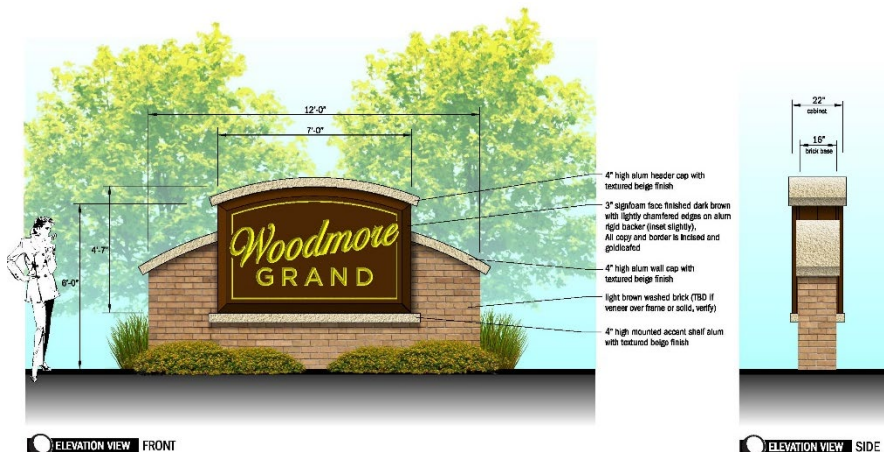 12'-0"
7'-0"
4'-7"
6'-0"
Woodmore
GRAND
4" high alum header cap with
textured beige finish
3" signfoam face finished dark brown
with lightly chamfered edges on alum
rigid backer (inset slightly),
All copy and border is incised and
goldleafed
4" high alum wall cap with
textured beige finish
light brown washed brick (TBD if
veneer over frame or solid, verify)
4" high mounted accent shelf alum
with textured beige finish
ELEVATION VIEW FRONT
22"
cabinet
16"
brick base
ELEVATION VIEW SIDE